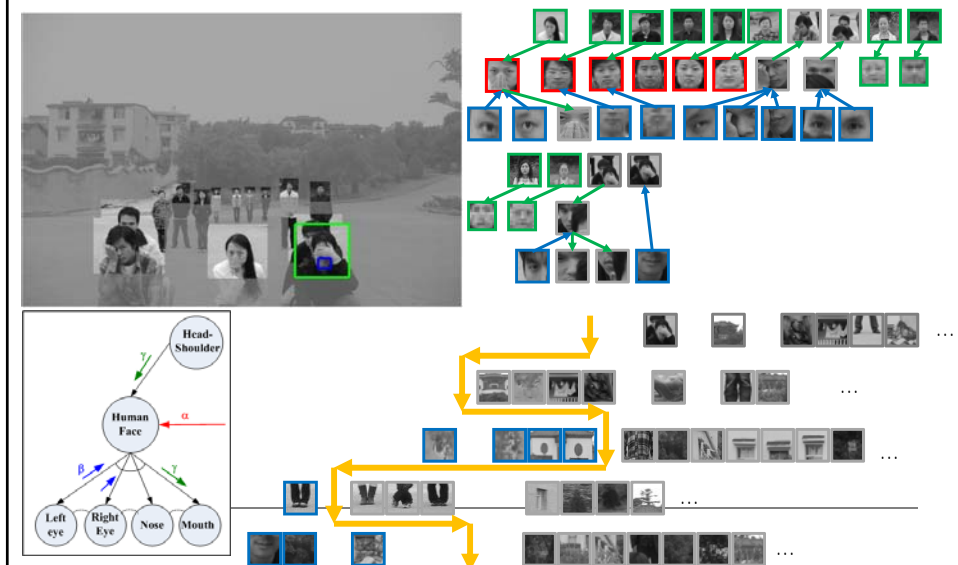 ...
Head-
Shoulder
γ
...
Human
Face
α
β
γ
...
Left
eye
Right
Eye
Nose
Mouth
...
...